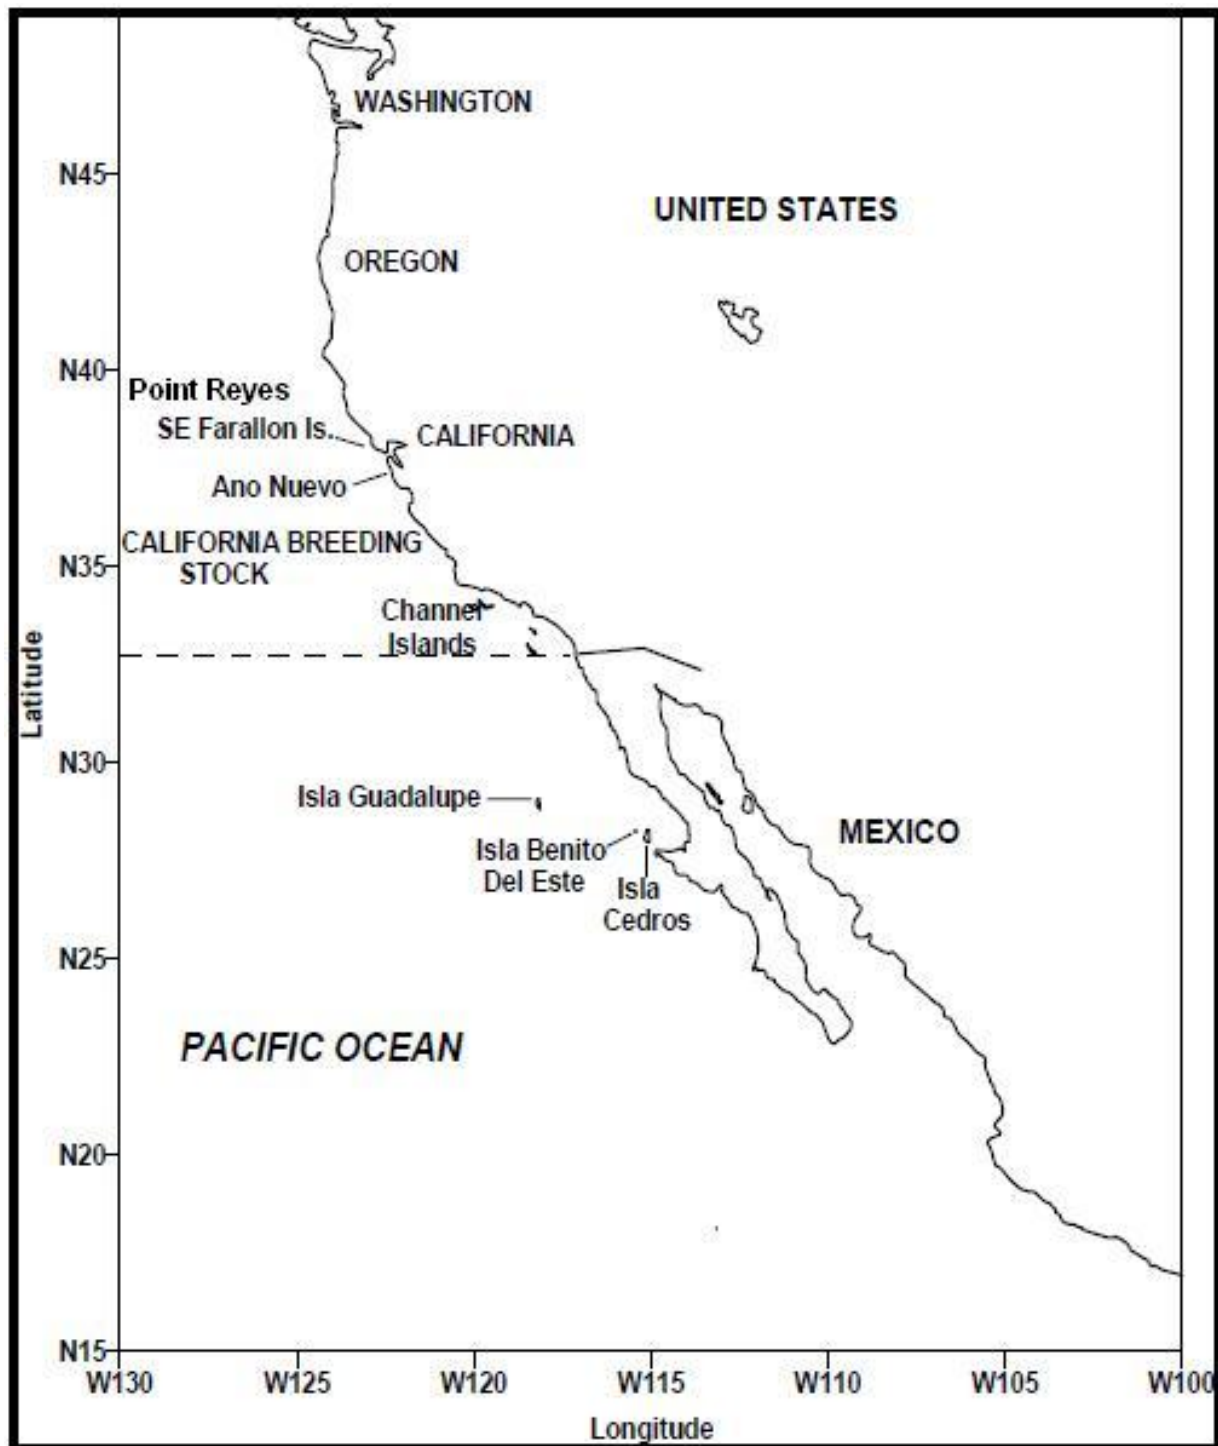 WASHINGTON
N45
UNITED STATES
OREGON
N40
Point Reyes
SE Farallon Is.
CALIFORNIA
Ano Nuevo
CALIFORNIA BREEDING
STOCK
N35
Channel
Islands
Latitude
N30
Isla Guadalupe
MEXICO
Isla Benito
Del Este
Isla
Cedros
N25
PACIFIC OCEAN
N20
N15
W130 W125 W120 W115 W110 W105 W100
Longitude